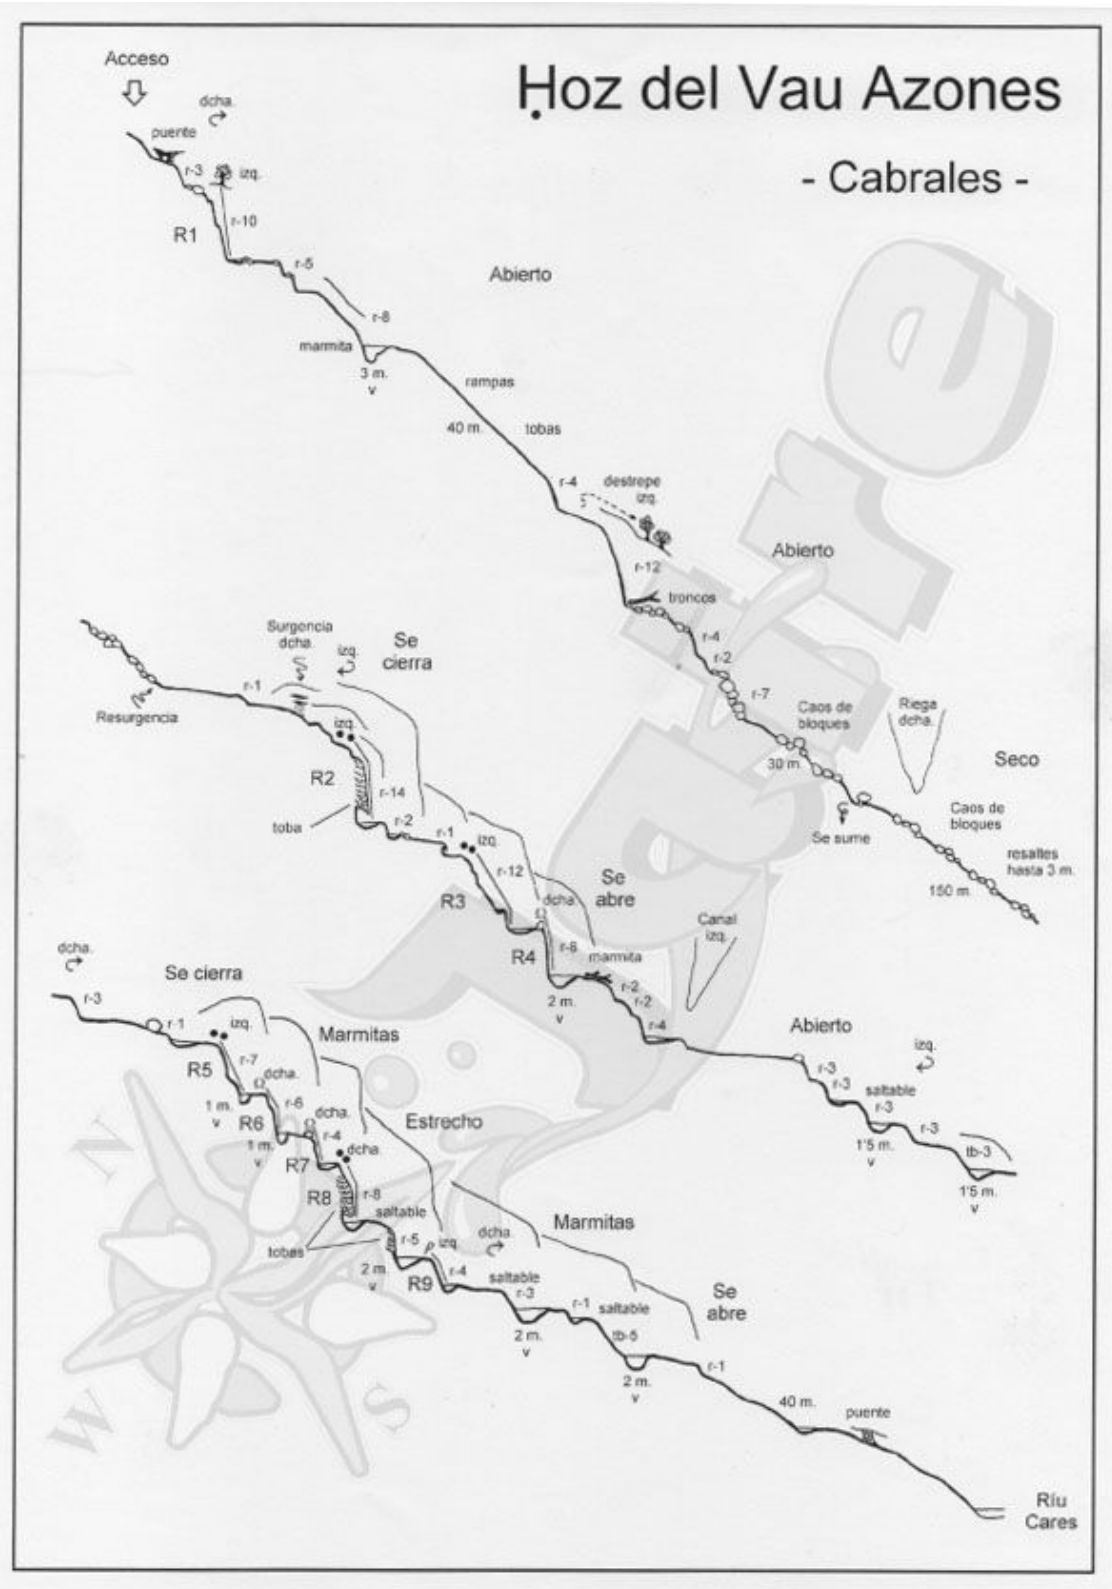 Acceso
Ḥoz del Vau Azones
- Cabrales -
dcha.
puente
r-3
izq.
r-10
R1
r-5
Abierto
r-8
marmita
3 m.
v
rampas
40 m.
tobas
r-4
destrepe
izq.
Abierto
r-12
troncos
r-4
r-2
r-7
Caos de
bloques
30 m.
Riega
dcha.
Seco
Se sume
Caos de
bloques
resaltes
hasta 3 m.
150 m.
Resurgencia
r-1
Surgencia
dcha.
izq.
Se
cierra
izq.
R2
r-14
toba
r-2
r-1
izq.
r-12
R3
dcha.
Se
abre
R4
r-6
marmita
2 m.
v
r-2
r-2
r-4
Canal
izq.
Abierto
izq.
r-3
r-3
saltable
r-3
1'5 m.
v
r-3
tb-3
1'5 m.
v
dcha.
r-3
Se cierra
r-1
izq.
Marmitas
R5
r-7
dcha.
1 m.
v
R6
r-6
dcha.
Estrecho
1 m.
v
R7
r-4
dcha.
R8
r-8
saltable
tobas
r-5
izq.
dcha.
Marmitas
2 m.
v
R9
r-4
saltable
r-3
2 m.
v
r-1
saltable
tb-5
2 m.
v
Se
abre
r-1
40 m.
puente
Ríu
Cares
N
W
S